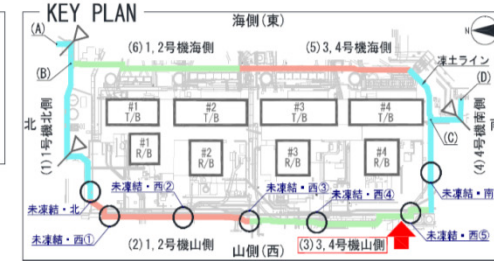 KEY PLAN
海側(東)
(A)
(6)1,2号機海側
(5)3,4号機海側
凍土ライン
(B)
(D)
#1
T/B
#2
T/B
#3
T/B
#4
T/B
北
(1)1号機北側
#1
R/B
#2
R/B
#3
R/B
#4
R/B
(C)
(4)4号機南側
南
未凍結・北
未凍結・西②
未凍結・西③
未凍結・西④
未凍結・南
未凍結・西①
(2)1,2号機山側
山側(西)
(3)3,4号機山側
未凍結・西⑤